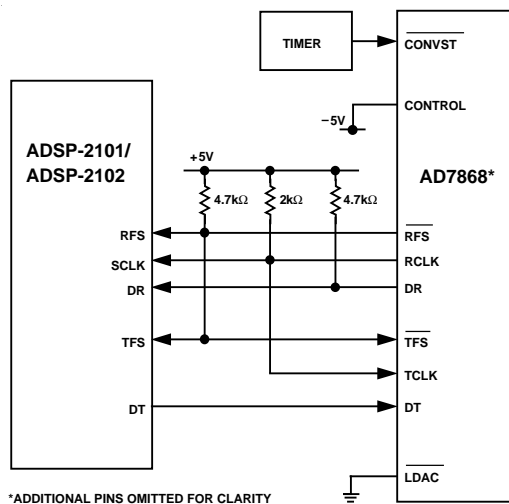 TIMER
CONVST
CONTROL
−5V
ADSP-2101/
ADSP-2102
+5V
AD7868*
4.7kΩ
2kΩ
4.7kΩ
RFS
RFS
SCLK
RCLK
DR
DR
TFS
TFS
TCLK
DT
DT
LDAC
*ADDITIONAL PINS OMITTED FOR CLARITY